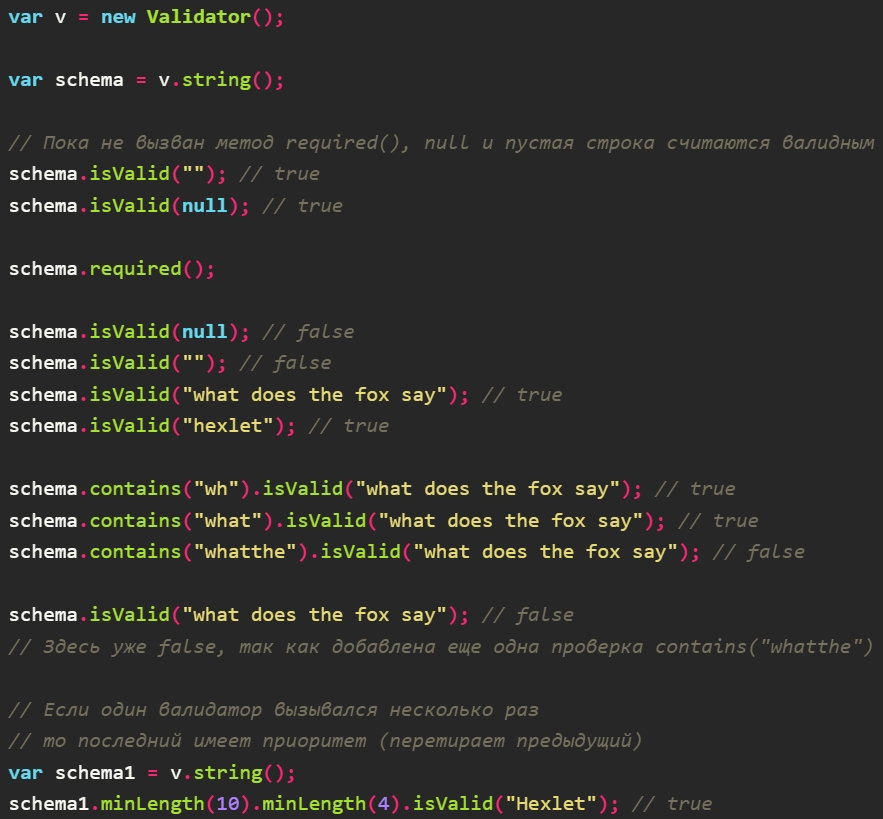 var v = new Validator();
var schema = v.string();
// Пока не вызван метод required(), null и пустая строка считаются валидным
schema.isValid(""); // true
schema.isValid(null); // true
schema.required();
schema.isValid(null); // false
schema.isValid(""); // false
schema.isValid("what does the fox say"); // true
schema.isValid("hexlet"); // true
schema.contains("wh").isValid("what does the fox say"); // true
schema.contains("what").isValid("what does the fox say"); // true
schema.contains("whatthe").isValid("what does the fox say"); // false
schema.isValid("what does the fox say"); // false
// Здесь уже false, так как добавлена еще одна проверка contains("whatthe")
// Если один валидатор вызывался несколько раз
// то последний имеет приоритет (перетирает предыдущий)
var schema1 = v.string();
schema1.minLength(10).minLength(4).isValid("Hexlet"); // true